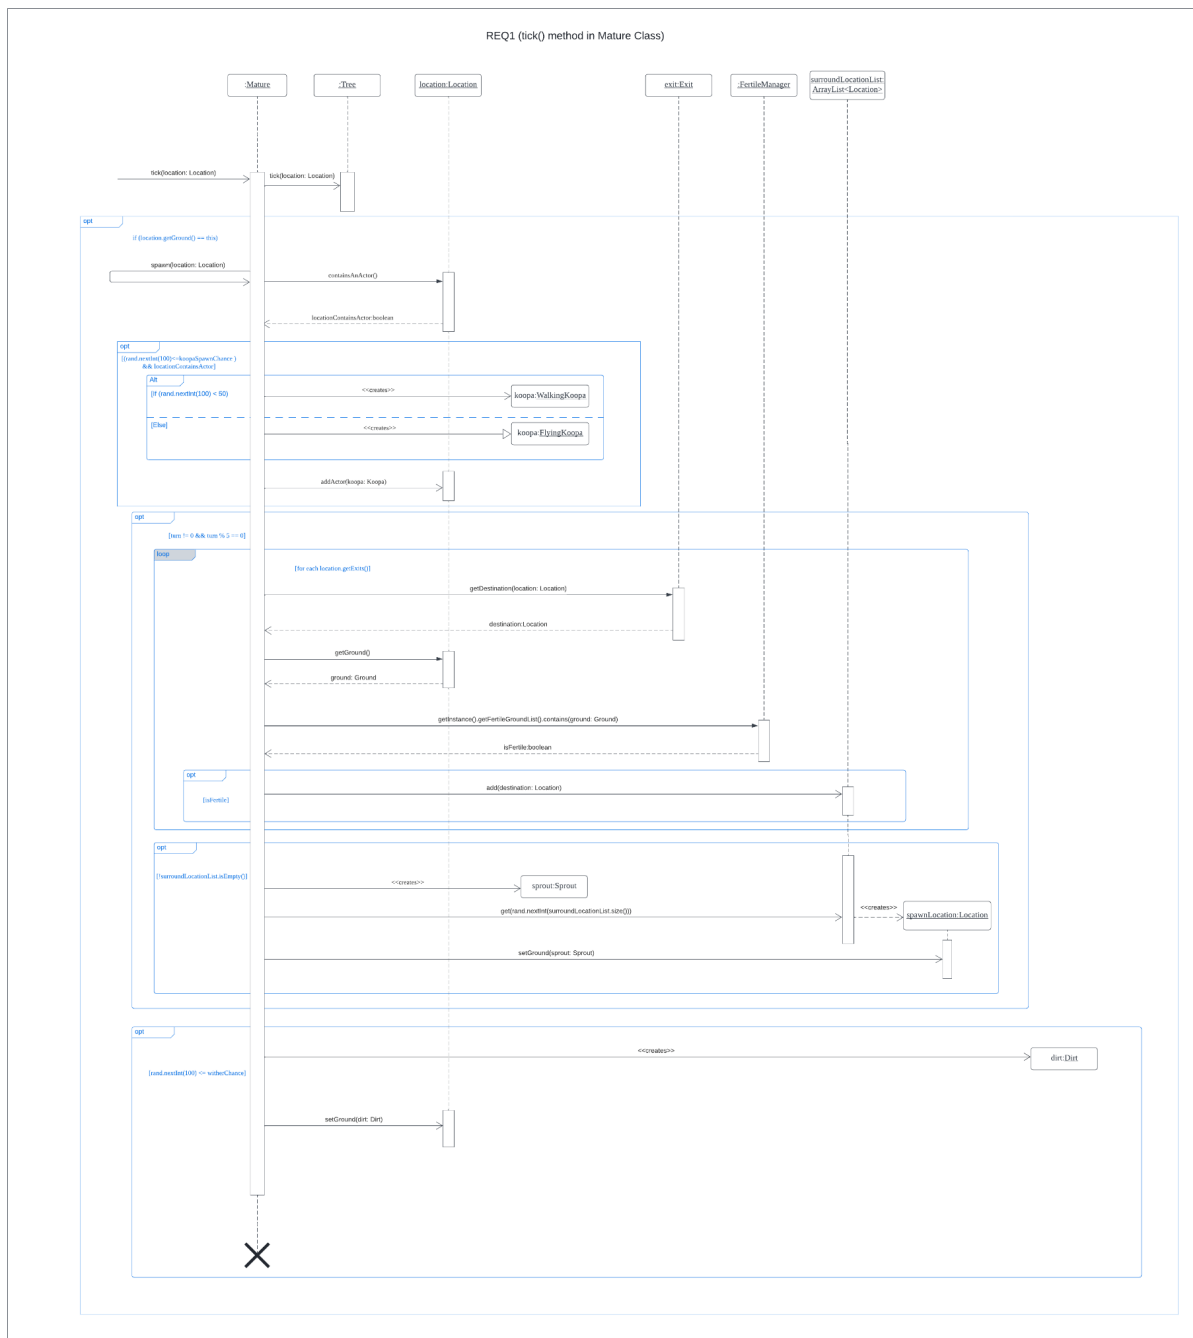 REQ1 (tick() method in Mature Class)
:Mature
:Tree
location:Location
exit:Exit
:FertileManager
surroundLocationList:
ArrayList<Location>
tick(location: Location)
tick(location: Location)
opt
if (location.getGround() == this)
spawn(location: Location)
containsAnActor()
locationContainsActor:boolean
opt
[(rand.nextInt(100)<=koopaSpawnChance )
&& locationContainsActor]
Alt
[if (rand.nextInt(100) < 50)
<<creates>>
koopa:WalkingKoopa
[Else]
<<creates>>
koopa:FlyingKoopa
addActor(koopa: Koopa)
opt
[turn != 0 && turn % 5 == 0]
loop
[for each location.getExits()]
getDestination(location: Location)
destination:Location
getGround()
ground: Ground
getInstance().getFertileGroundList().contains(ground: Ground)
isFertile:boolean
opt
add(destination: Location)
[isFertile]
opt
[!surroundLocationList.isEmpty()]
<<creates>>
sprout:Sprout
get(rand.nextInt(surroundLocationList.size()))
<<creates>>
spawnLocation:Location
setGround(sprout: Sprout)
opt
<<creates>>
dirt:Dirt
[rand.nextInt(100) <= witherChance]
setGround(dirt: Dirt)